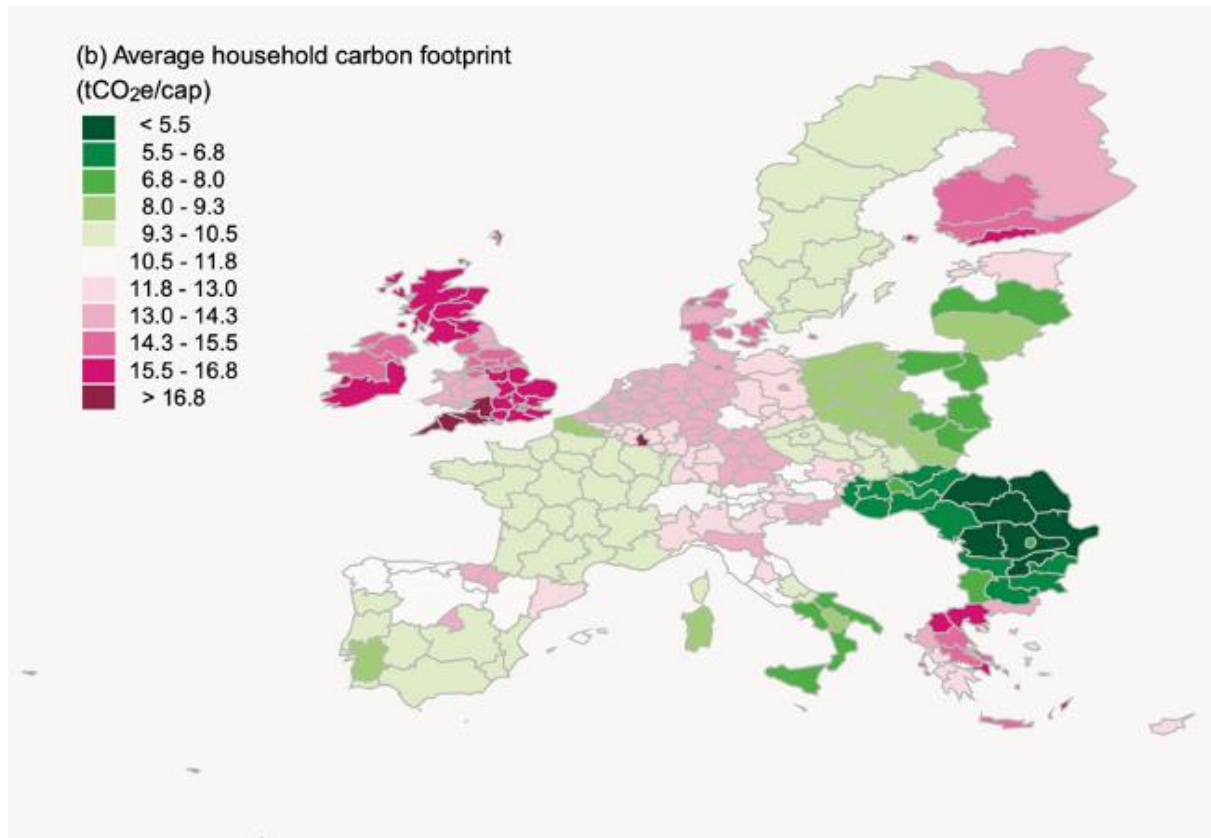 (b) Average household carbon footprint
(tCO₂e/cap)
< 5.5
5.5 - 6.8
6.8 - 8.0
8.0 - 9.3
9.3 - 10.5
10.5 - 11.8
11.8 - 13.0
13.0 - 14.3
14.3 - 15.5
15.5 - 16.8
> 16.8